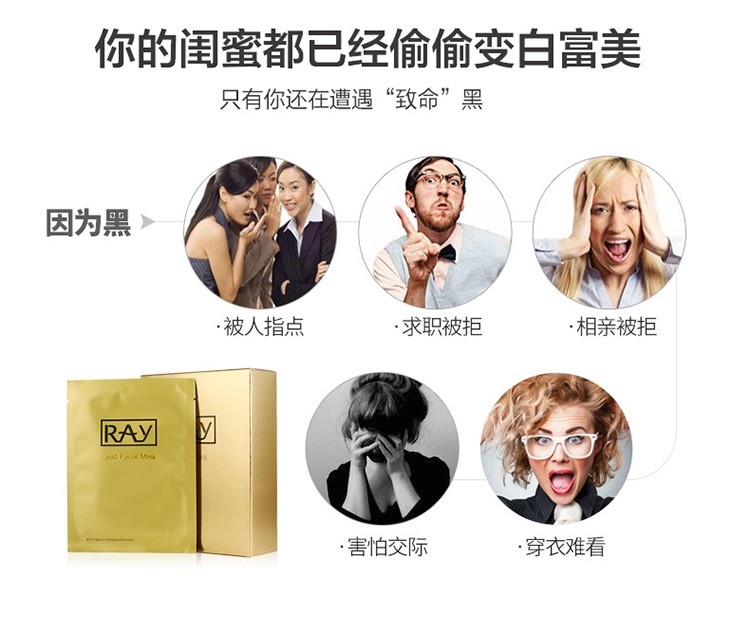 你的闺蜜都已经偷偷变白富美
只有你还在遭遇“致命”黑
因为黑
·被人指点
·求职被拒
·相亲被拒
RAY
Gold Facial Mask
·害怕交际
·穿衣难看